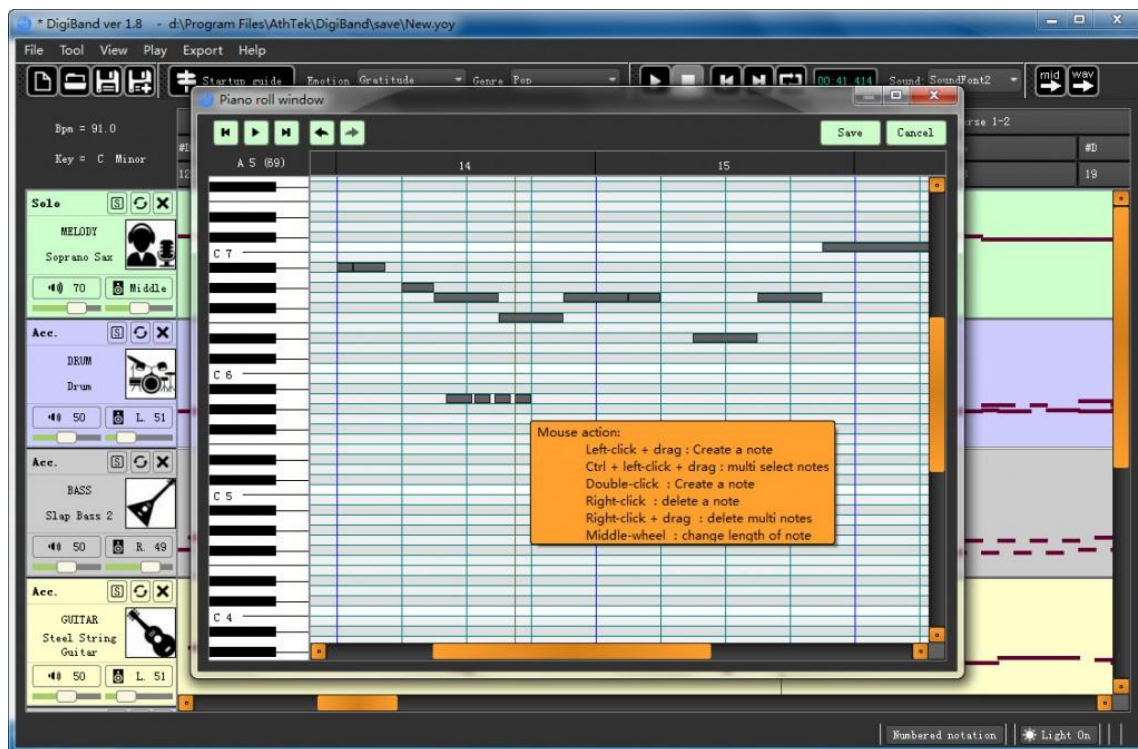 * DigiBand ver 1.8 - d:\Program Files\AthTek\DigiBand\save\New.yoy
File Tool View Play Export Help
Startup guide Emotion Gratitude Genre Pop 00:41 414 Sound: SoundFont2 mid wav
Piano roll window
Bpm = 91.0
Key = C Minor
Save Cancel
1-2
A 5 (69) 14 15
#D
19
Solo S
MELODY
Soprano Sax
70 Middle
Acc. S
DRUM
Drum
50 L. 51
Acc. S
BASS
Slap Bass 2
50 R. 49
Acc. S
GUITAR
Steel String
Guitar
50 L. 51
C 7
C 6
C 5
C 4
Mouse action:
Left-click + drag : Create a note
Ctrl + left-click + drag : multi select notes
Double-click : Create a note
Right-click : delete a note
Right-click + drag : delete multi notes
Middle-wheel : change length of note
Numbered notation Light On